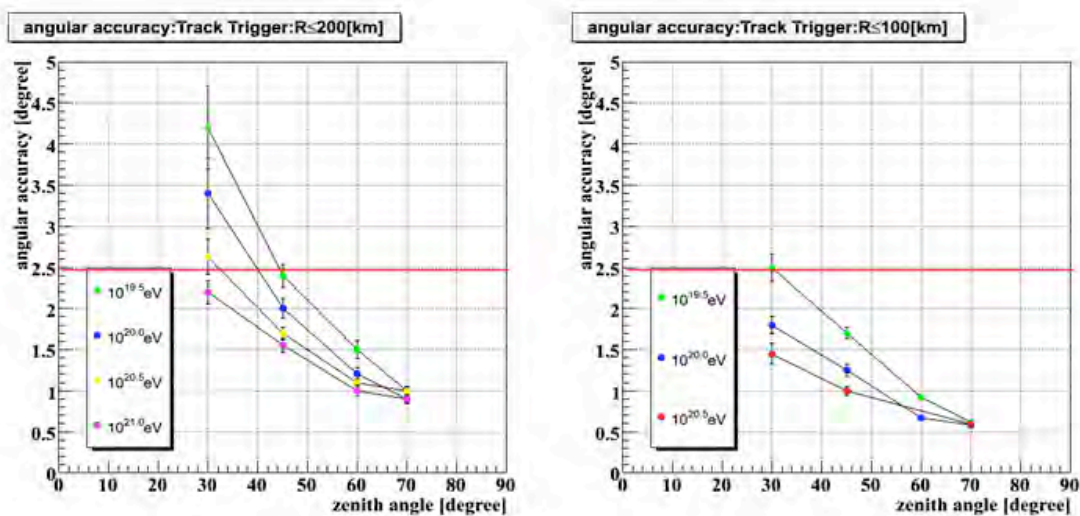 angular accuracy:Track Trigger:R≤200[km]
angular accuracy [degree]
5
4.5
4
3.5
3
2.5
2
1.5
1
0.5
0
10^19.5eV
10^20.0eV
10^20.5eV
10^21.0eV
0 10 20 30 40 50 60 70 80 90
zenith angle [degree]
angular accuracy:Track Trigger:R≤100[km]
angular accuracy [degree]
5
4.5
4
3.5
3
2.5
2
1.5
1
0.5
0
10^19.5eV
10^20.0eV
10^20.5eV
0 10 20 30 40 50 60 70 80 90
zenith angle [degree]